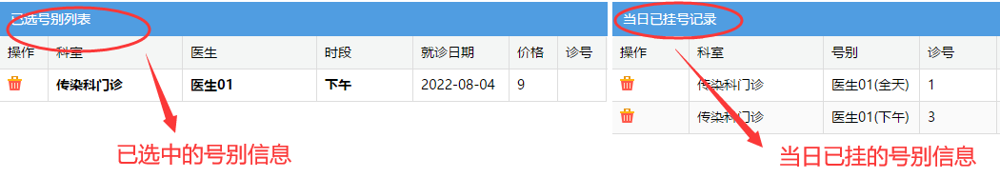 已选号别列表
操作 科室 医生 时段 就诊日期 价格 诊号
传染科门诊 医生01 下午 2022-08-04 9
已选中的号别信息
当日已挂号记录
操作 科室 号别 诊号
传染科门诊 医生01(全天) 1
传染科门诊 医生01(下午) 3
当日已挂的号别信息